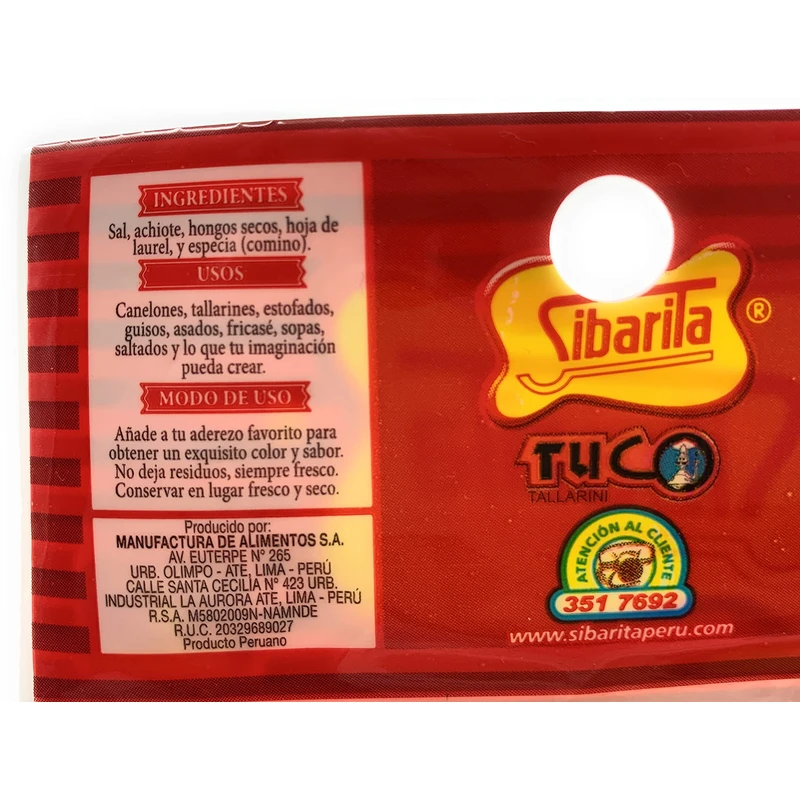 INGREDIENTES
Sal, achiote, hongos secos, hoja de
laurel, y especia (comino).
USOS
Canelones, tallarines, estofados,
guisos, asados, fricasé, sopas,
saltados y lo que tu imaginación
pueda crear.
MODO DE USO
Añade a tu aderezo favorito para
obtener un exquisito color y sabor.
No deja residuos, siempre fresco.
Conservar en lugar fresco y seco.
Producido por:
MANUFACTURA DE ALIMENTOS S.A.
AV. EUTERPE N° 265
URB. OLIMPO - ATE, LIMA - PERÚ
CALLE SANTA CECILIA N° 423 URB.
INDUSTRIAL LA AURORA ATE, LIMA - PERÚ
R.S.A. M5802009N-NAMNDE
R.U.C. 20329689027
Producto Peruano
Sibarita ®
TUCO
TALLARINI
ATENCIÓN AL CLIENTE
351 7692
www.sibaritaperu.com